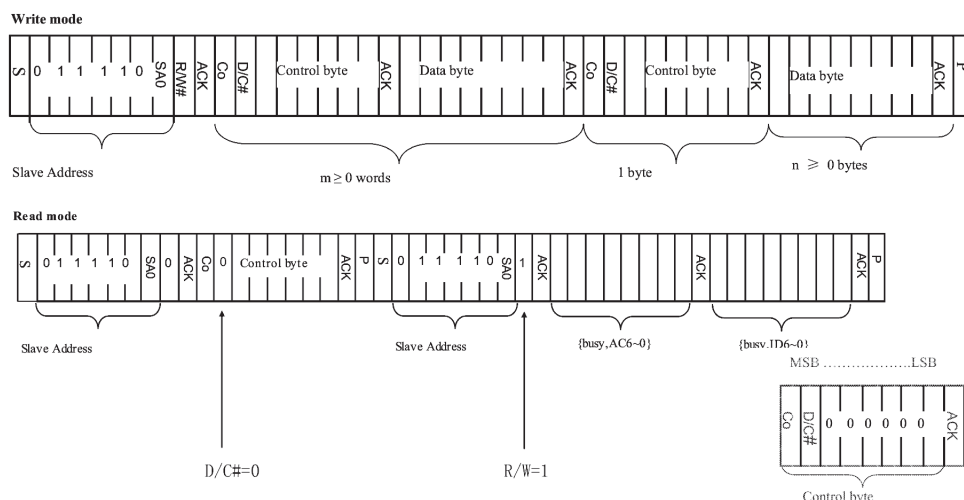 Write mode
S 0 1 1 1 1 0 SA0 R/W# ACK Co D/C# Control byte ACK Data byte ACK Co D/C# Control byte ACK Data byte ACK P
Slave Address
m ≥ 0 words
1 byte
n ≥ 0 bytes
Read mode
S 0 1 1 1 1 0 SA0 0 ACK Co 0 Control byte ACK P S 0 1 1 1 1 0 SA0 1 ACK ACK ACK P
Slave Address
Slave Address
{busy,AC6~0}
{busy,ID6~0}
MSB ....................LSB
Co D/C# 0 0 0 0 0 0 ACK
Control byte
D/C#=0
R/W=1